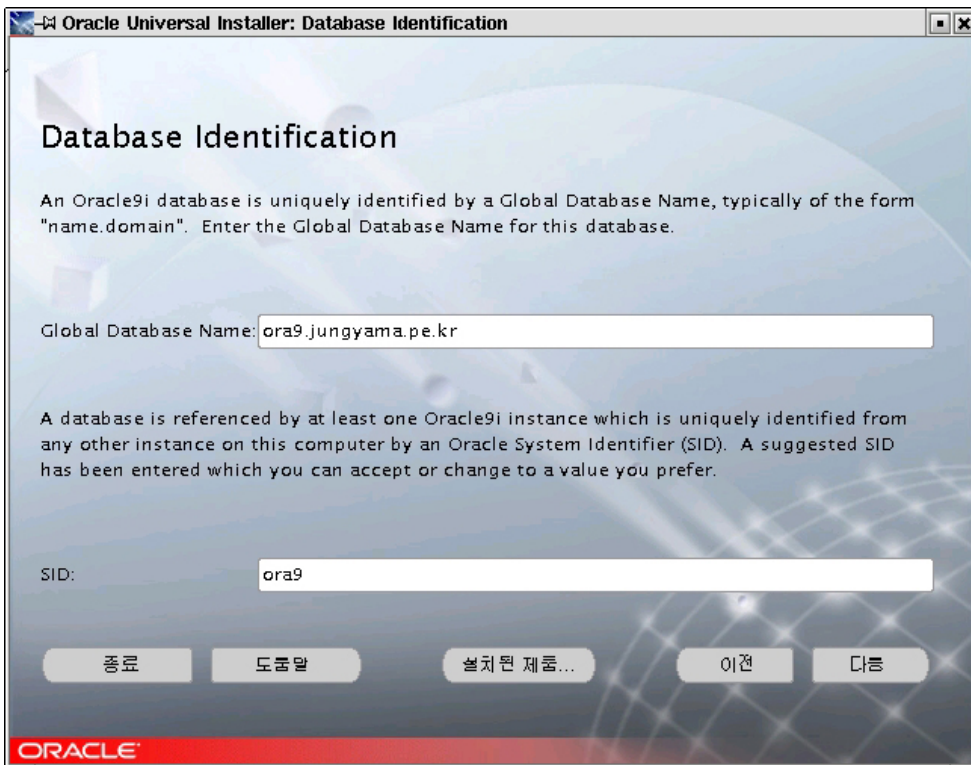 Oracle Universal Installer: Database Identification
Database Identification
An Oracle9i database is uniquely identified by a Global Database Name, typically of the form
"name.domain".  Enter the Global Database Name for this database.
Global Database Name: ora9.jungyama.pe.kr
A database is referenced by at least one Oracle9i instance which is uniquely identified from
any other instance on this computer by an Oracle System Identifier (SID).  A suggested SID
has been entered which you can accept or change to a value you prefer.
SID: ora9
종료 도움말 설치된 제품... 이전 다음
ORACLE